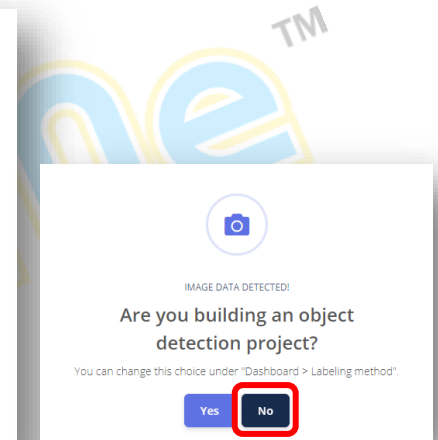 TM
ne
IMAGE DATA DETECTED!
Are you building an object
detection project?
You can change this choice under "Dashboard > Labeling method".
Yes
No